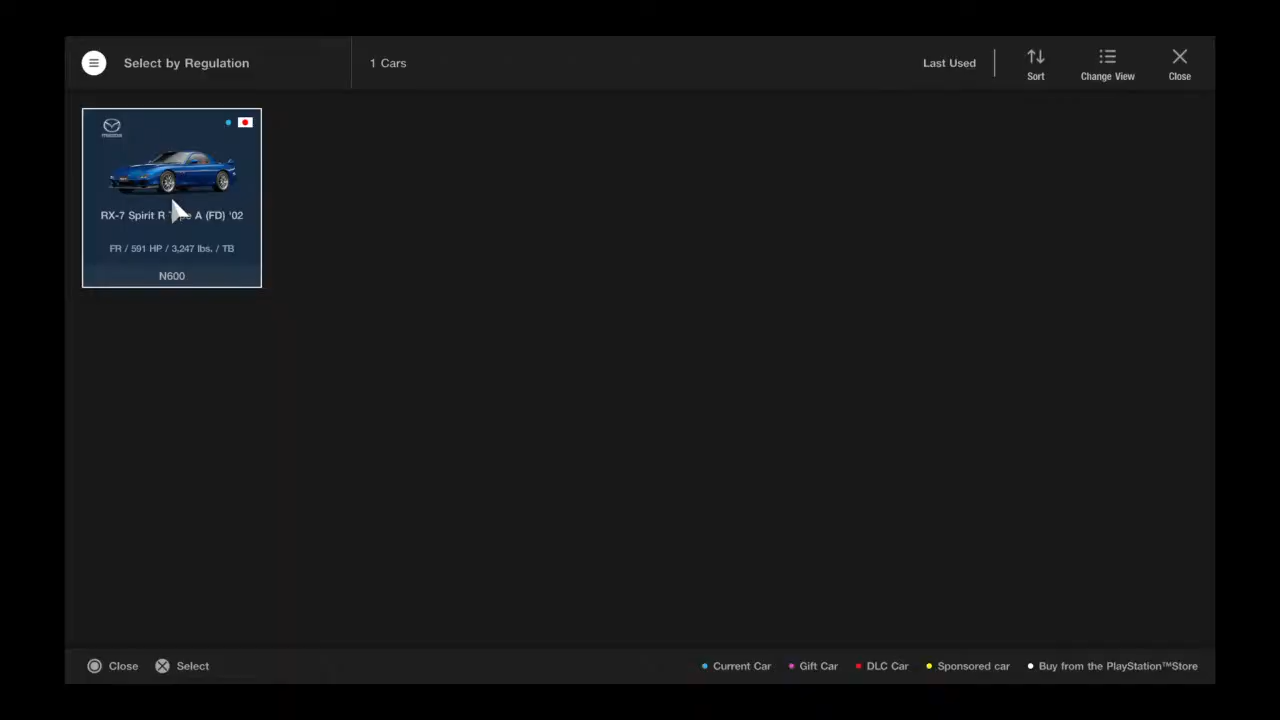 Select by Regulation
1 Cars
Last Used
Sort
Change View
Close
mazda
RX-7 Spirit R Type A (FD) '02
FR / 591 HP / 3,247 lbs. / TB
N600
Close
Select
Current Car
Gift Car
DLC Car
Sponsored car
Buy from the PlayStation™Store